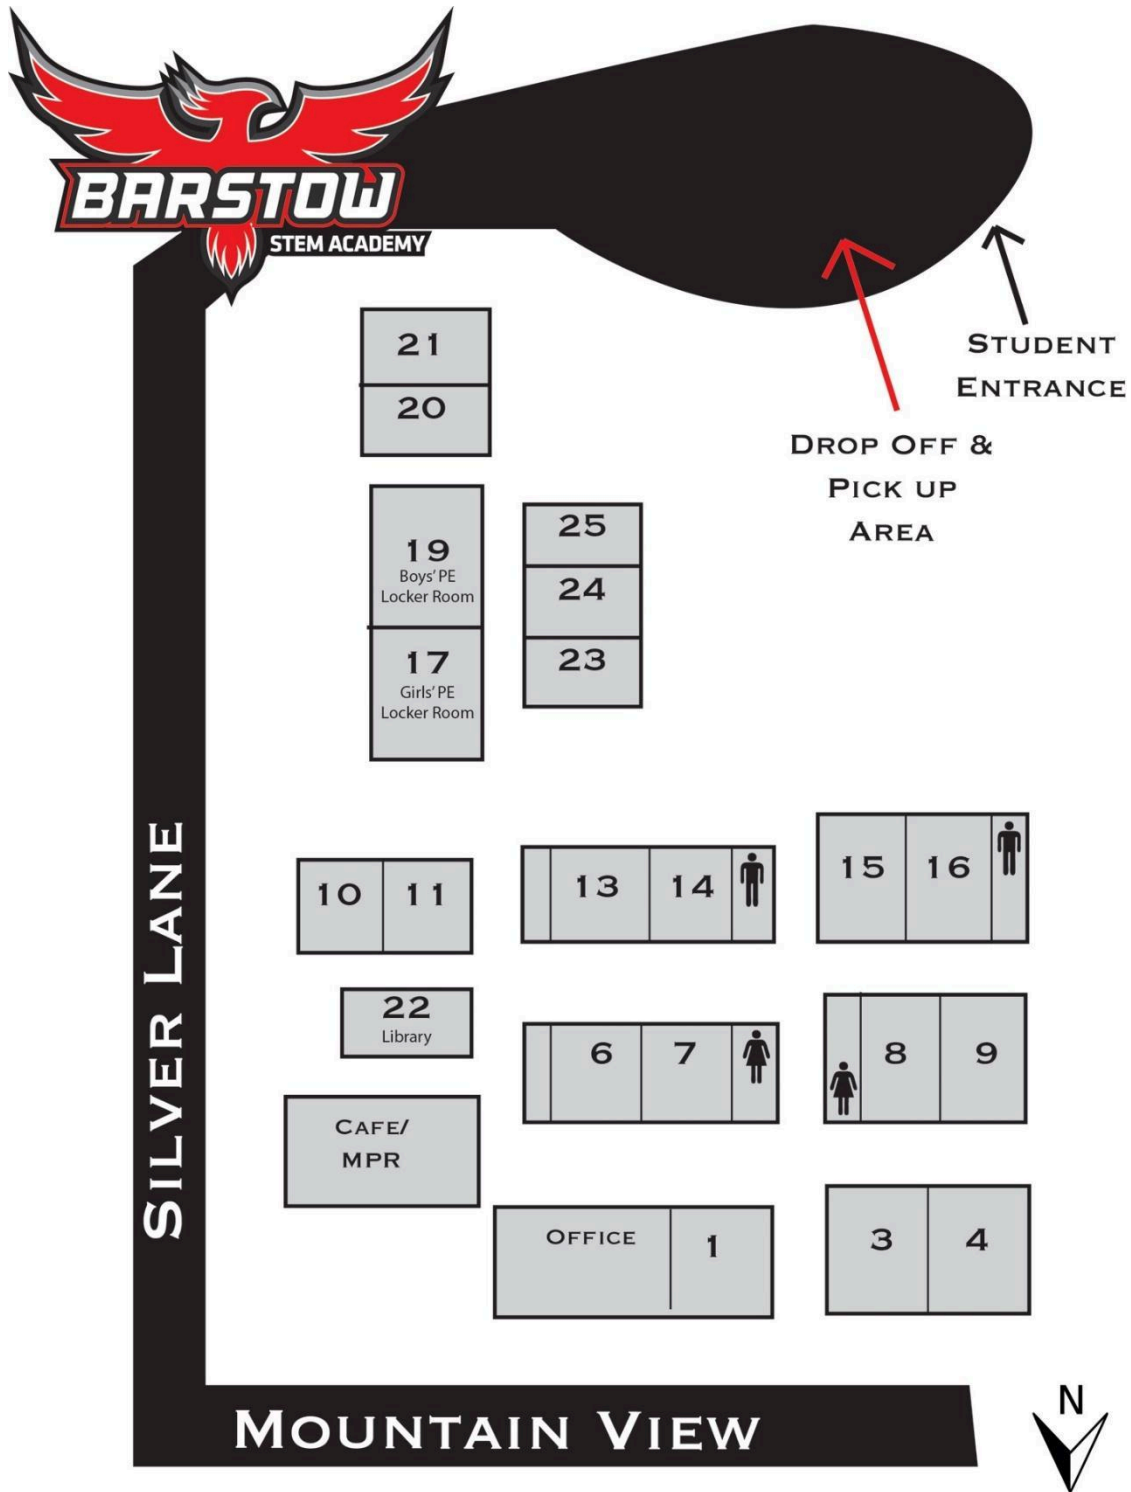 BARSTOW
STEM ACADEMY
STUDENT
ENTRANCE
DROP OFF &
PICK UP
AREA
21
20
19
Boys' PE
Locker Room
17
Girls' PE
Locker Room
25
24
23
10 11
13 14
15 16
22
Library
6 7
8 9
CAFE/
MPR
OFFICE 1
3 4
SILVER LANE
MOUNTAIN VIEW
N